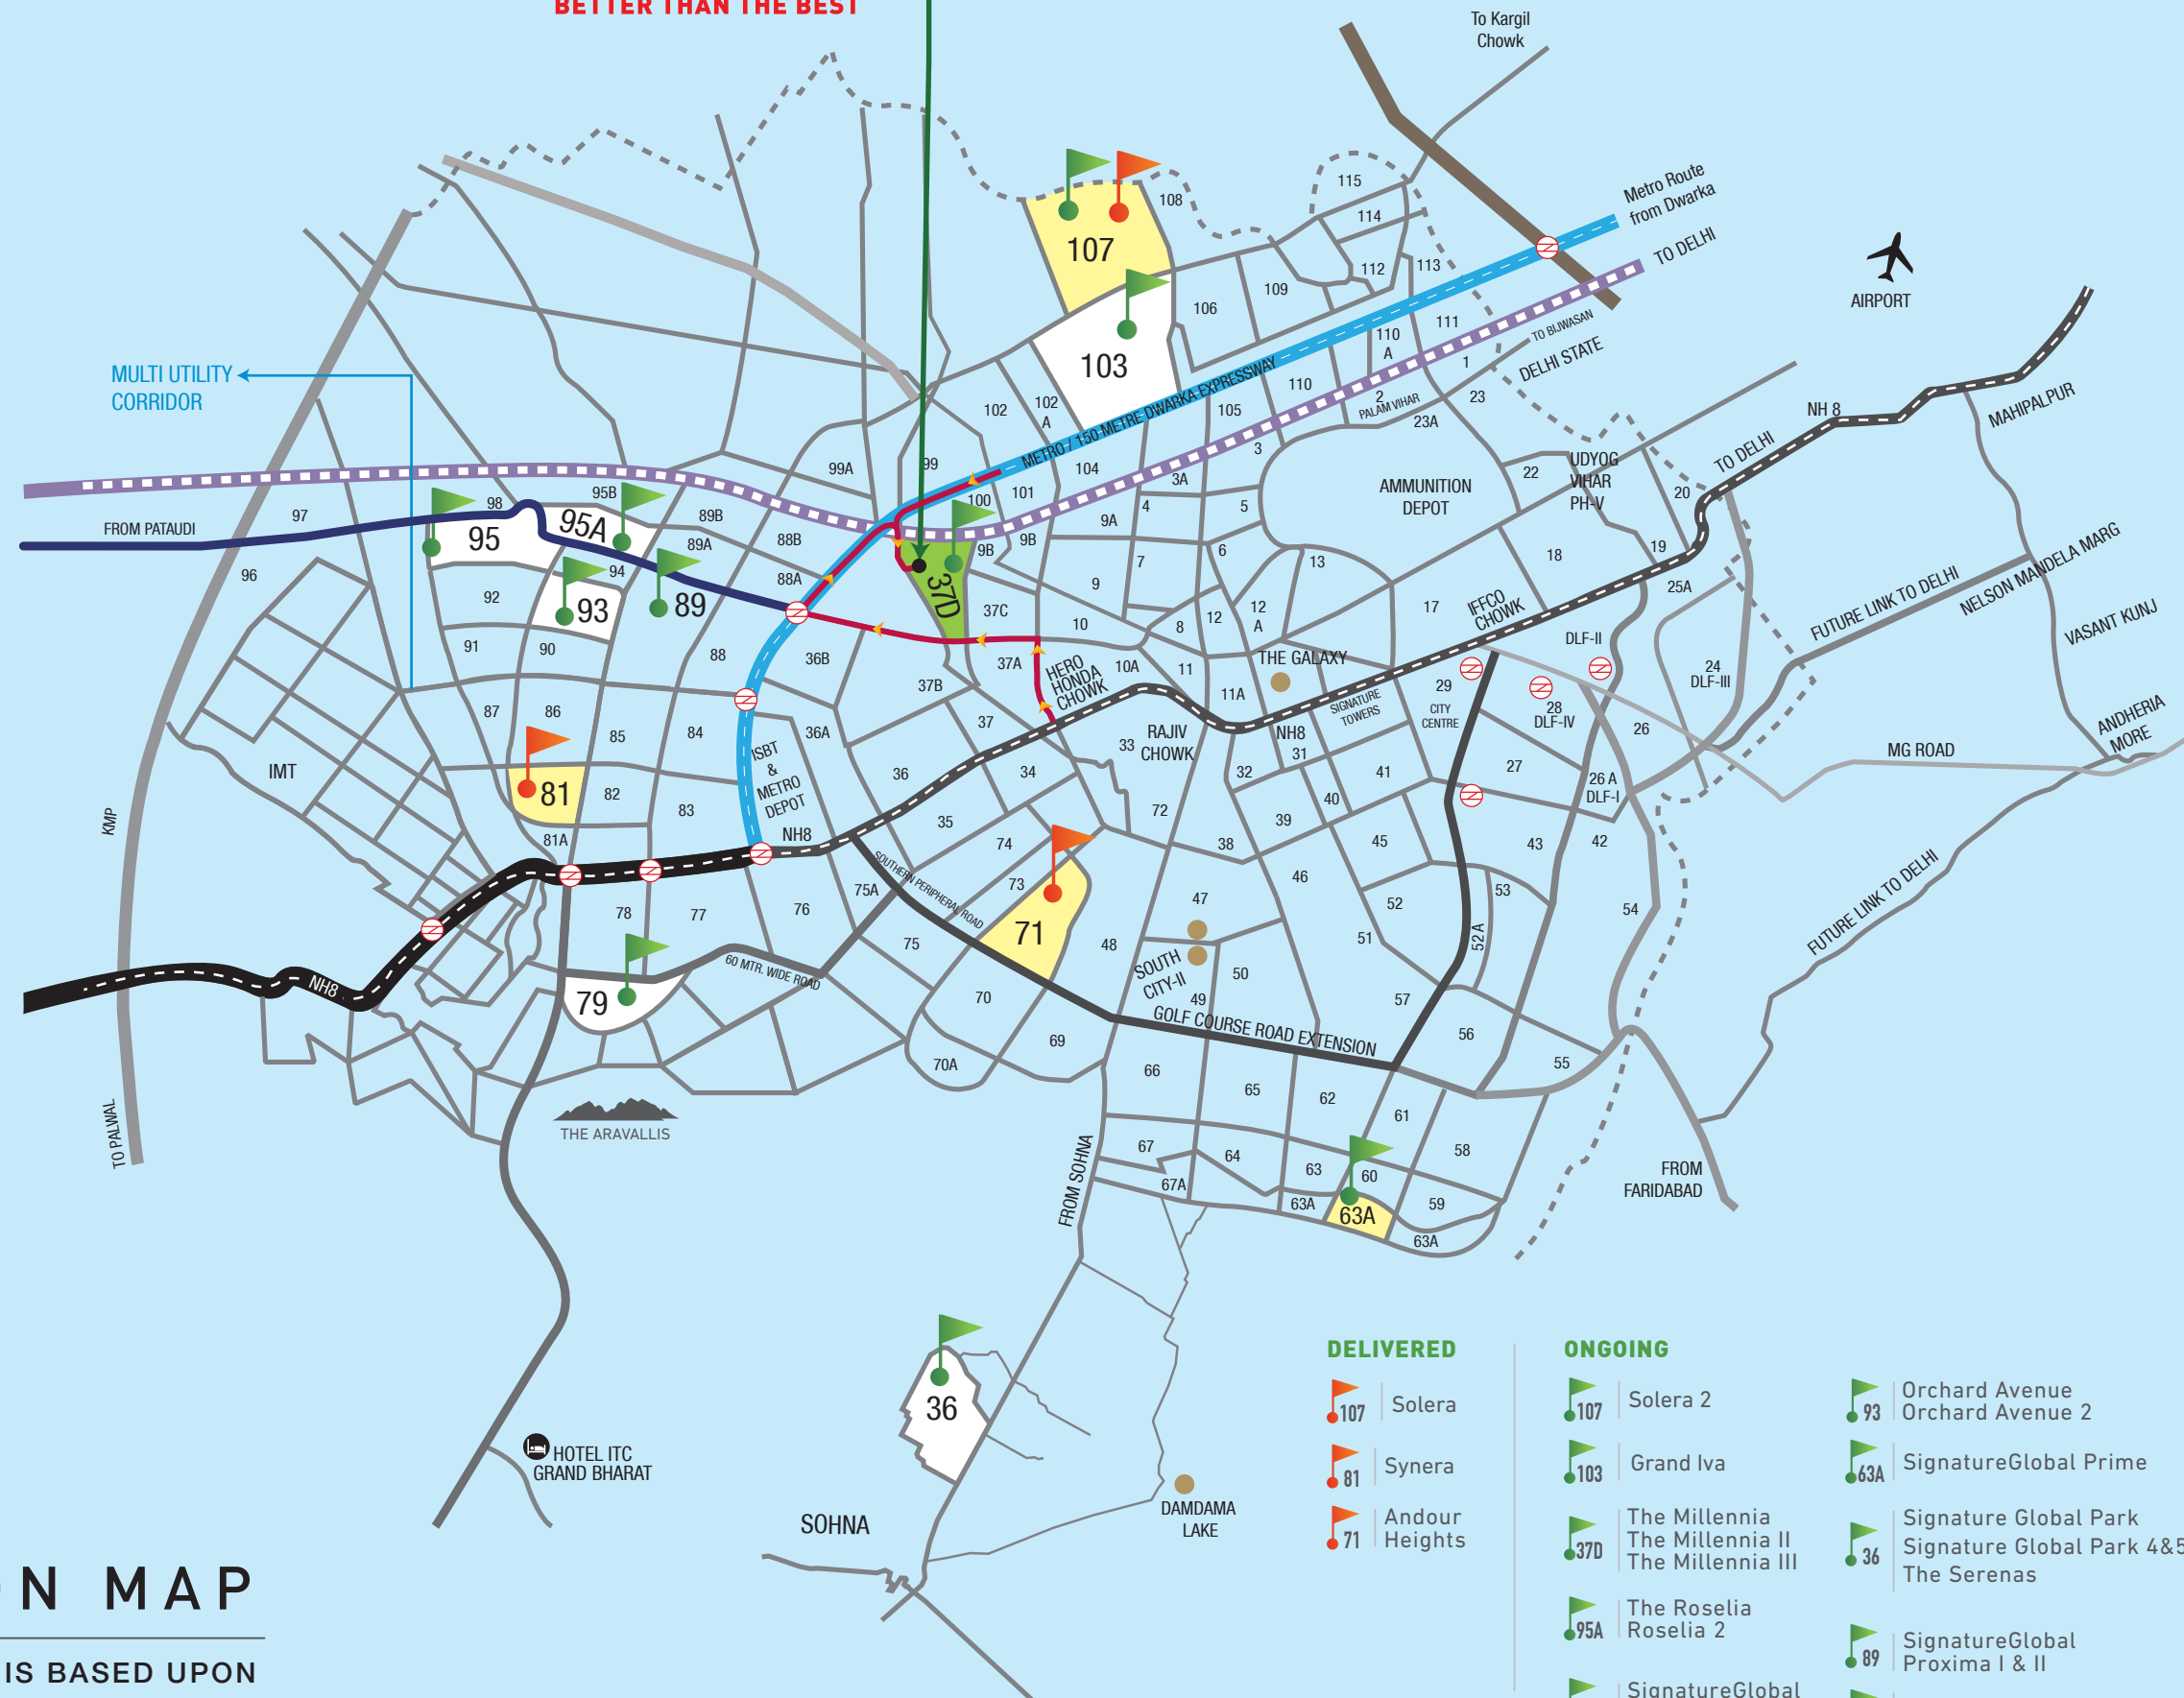 BETTER THAN THE BEST
To Kargil
Chowk
Metro Route
from Dwarka
TO DELHI
AIRPORT
115
114
108
107
113
112
109
106
111
110
A
TO BIJWASAN
DELHI STATE
1
MULTI UTILITY
CORRIDOR
103
METRO / 150 METRE DWARKA EXPRESSWAY
110
2
PALAM VIHAR
23
23A
102
102
A
105
NH 8
MAHIPALPUR
TO DELHI
3
99A
99
104
3A
22
UDYOG
VIHAR
PH-V
20
AMMUNITION
DEPOT
100
101
95B
98
97
FROM PATAUDI
95
95A
89B
88B
89A
4
5
9A
9B
9B
6
7
13
18
19
25A
NELSON MANDELA MARG
FUTURE LINK TO DELHI
VASANT KUNJ
96
94
88A
92
93
89
37D
37C
9
10
8
12
12
A
17
IFFCO
CHOWK
DLF-II
91
90
88
36B
37A
HERO
HONDA
CHOWK
10A
11
THE GALAXY
24
DLF-III
37B
11A
SIGNATURE
TOWERS
29
CITY
CENTRE
28
DLF-IV
26
ANDHERIA
MORE
MG ROAD
87
86
85
84
36A
37
RAJIV
CHOWK
33
NH8
31
IMT
ISBT
&
METRO
DEPOT
36
34
32
41
27
26 A
DLF-I
81
82
83
KMP
35
72
40
39
81A
NH8
74
38
45
43
42
SOUTHERN PERIPHERAL ROAD
75A
73
46
53
78
77
76
47
52
54
71
48
51
52 A
75
FUTURE LINK TO DELHI
60 MTR. WIDE ROAD
SOUTH
CITY-II
50
NH8
79
70
49
57
GOLF COURSE ROAD EXTENSION
69
56
55
70A
66
65
62
61
THE ARAVALLIS
TO PALWAL
FROM SOHNA
67
64
63
60
58
67A
63A
63A
59
63A
FROM
FARIDABAD
36
HOTEL ITC
GRAND BHARAT
SOHNA
DAMDAMA
LAKE
DELIVERED
107 Solera
81 Synera
71 Andour
Heights
ONGOING
107 Solera 2
103 Grand Iva
37D The Millennia
The Millennia II
The Millennia III
95A The Roselia
Roselia 2
SignatureGlobal
93 Orchard Avenue
Orchard Avenue 2
63A SignatureGlobal Prime
36 Signature Global Park
Signature Global Park 4&5
The Serenas
89 SignatureGlobal
Proxima I & II
ON MAP
IS BASED UPON